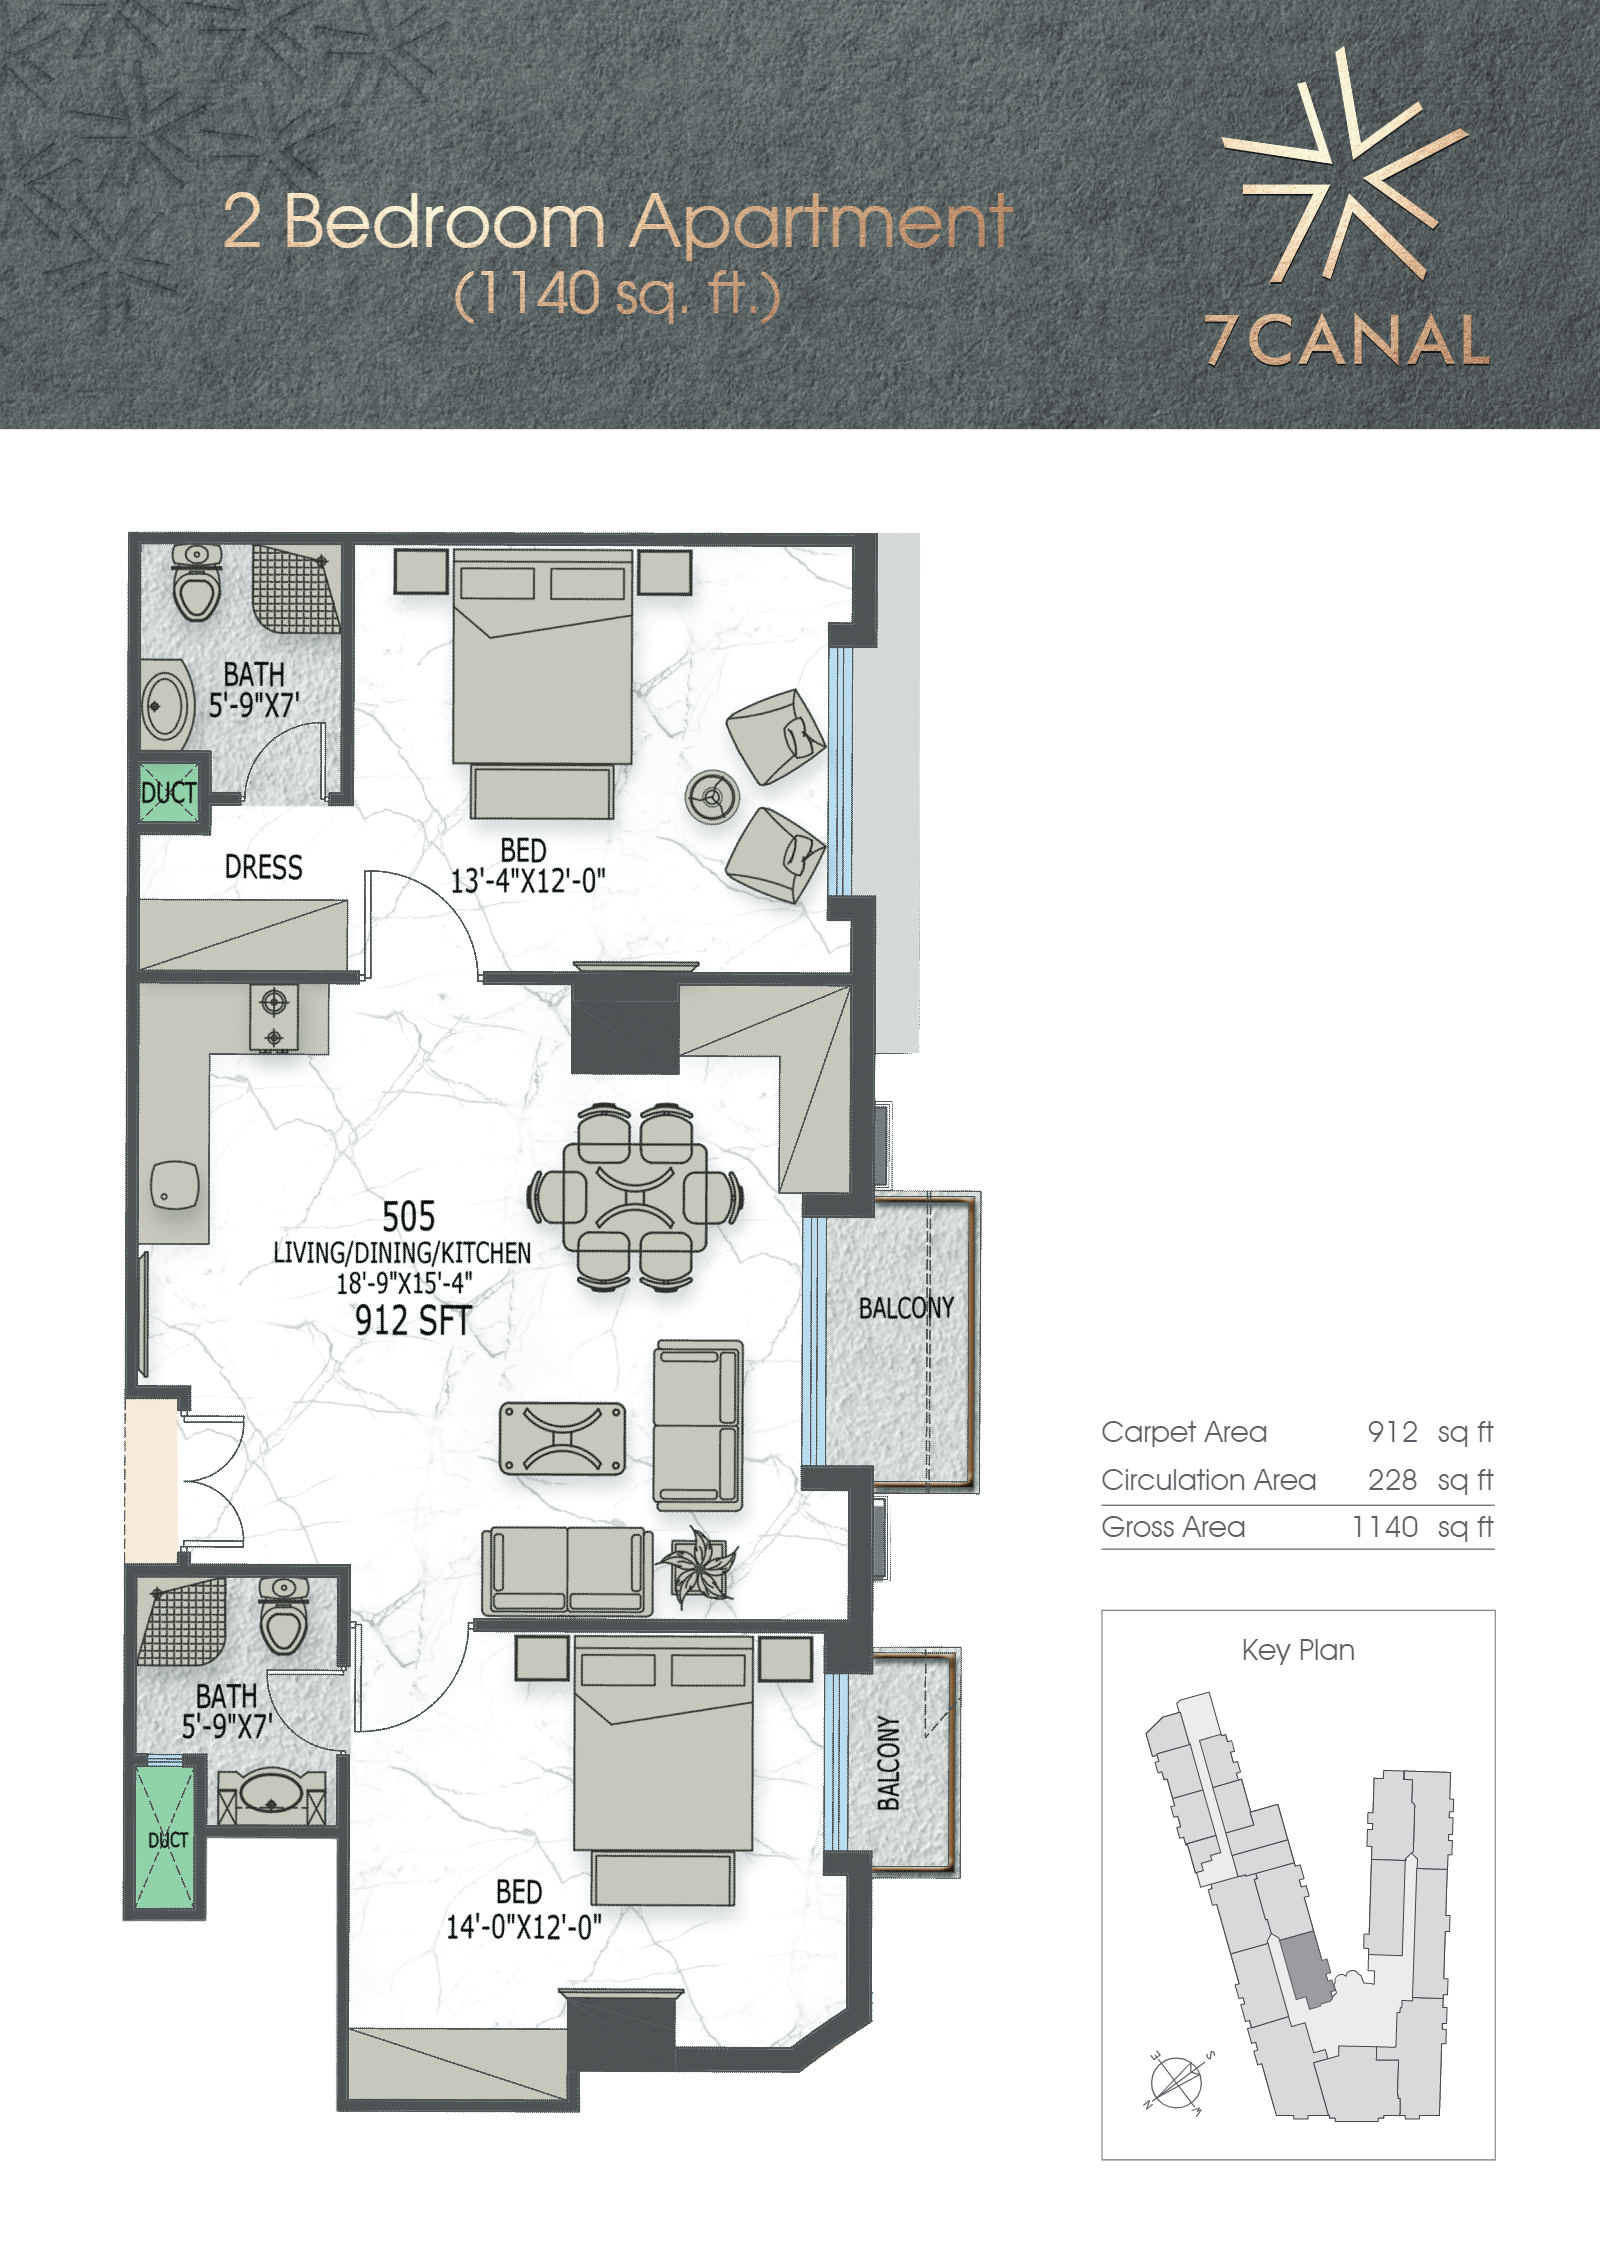 2 Bedroom Apartment
(1140 sq. ft.)
7CANAL
BATH
5'-9"X7'
DUCT
DRESS
BED
13'-4"X12'-0"
505
LIVING/DINING/KITCHEN
18'-9"X15'-4"
912 SFT
BALCONY
BATH
5'-9"X7'
DUCT
BED
14'-0"X12'-0"
BALCONY
Carpet Area 912 sq ft
Circulation Area 228 sq ft
Gross Area 1140 sq ft
Key Plan
E
S
N
W